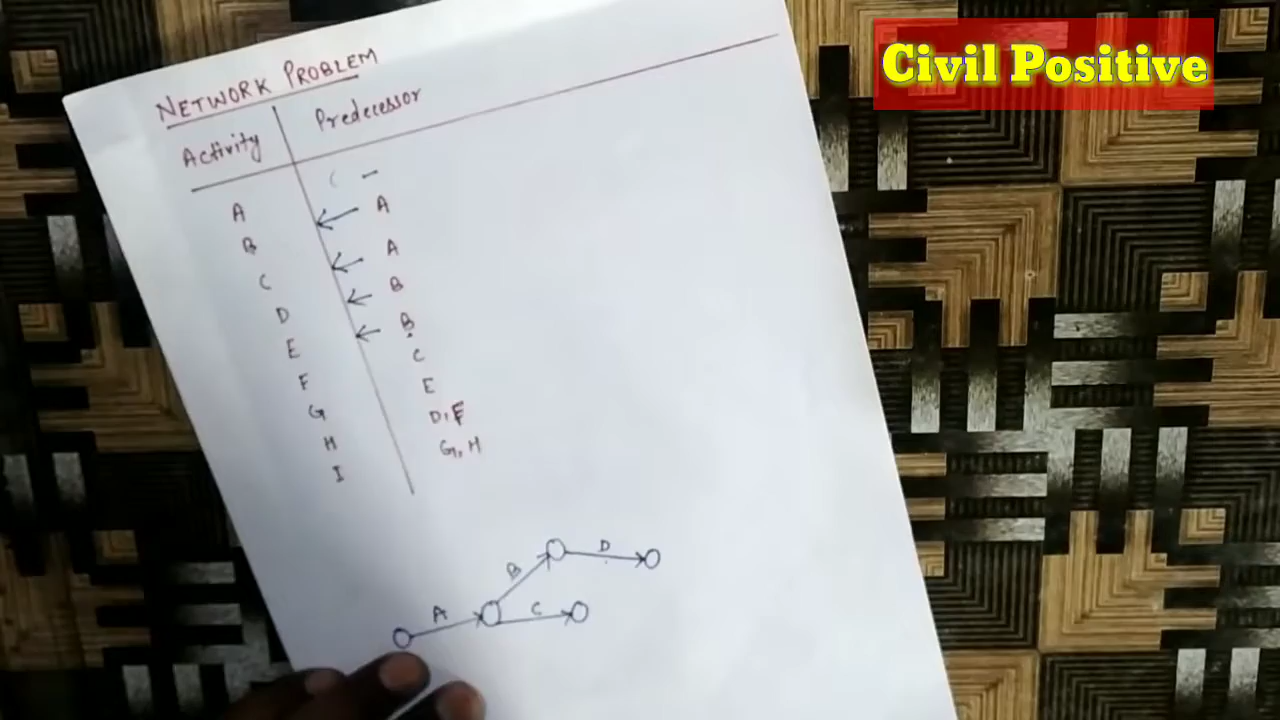 Civil Positive
NETWORK PROBLEM
Activity Predecessor
A -
B A
C A
D B
E B
F C
G E
H D, F
I G, H
A
B
C
D